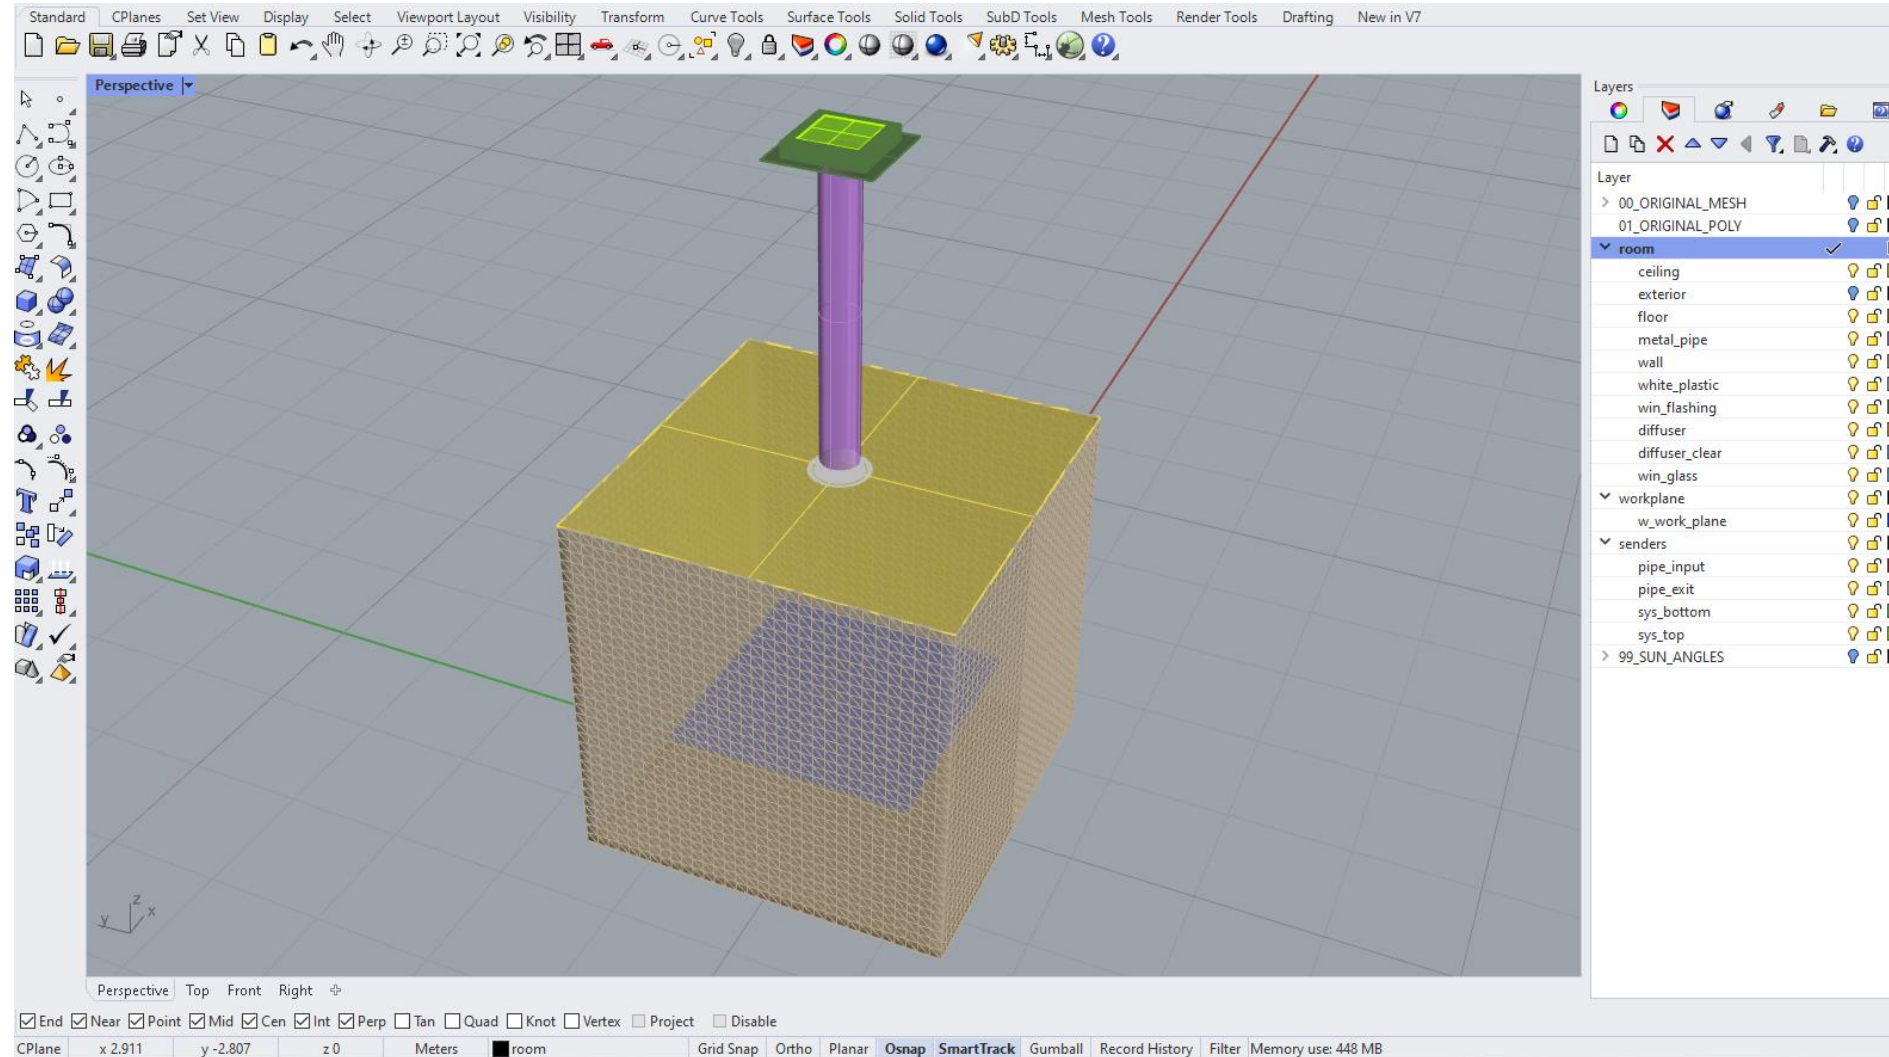 Standard CPlanes Set View Display Select Viewport Layout Visibility Transform Curve Tools Surface Tools Solid Tools SubD Tools Mesh Tools Render Tools Drafting New in V7
Perspective
z
y x
Layers
Layer
00_ORIGINAL_MESH
01_ORIGINAL_POLY
room
ceiling
exterior
floor
metal_pipe
wall
white_plastic
win_flashing
diffuser
diffuser_clear
win_glass
workplane
w_work_plane
senders
pipe_input
pipe_exit
sys_bottom
sys_top
99_SUN_ANGLES
Perspective Top Front Right
End Near Point Mid Cen Int Perp Tan Quad Knot Vertex Project Disable
CPlane x 2.911 y -2.807 z 0 Meters room Grid Snap Ortho Planar Osnap SmartTrack Gumball Record History Filter Memory use: 448 MB